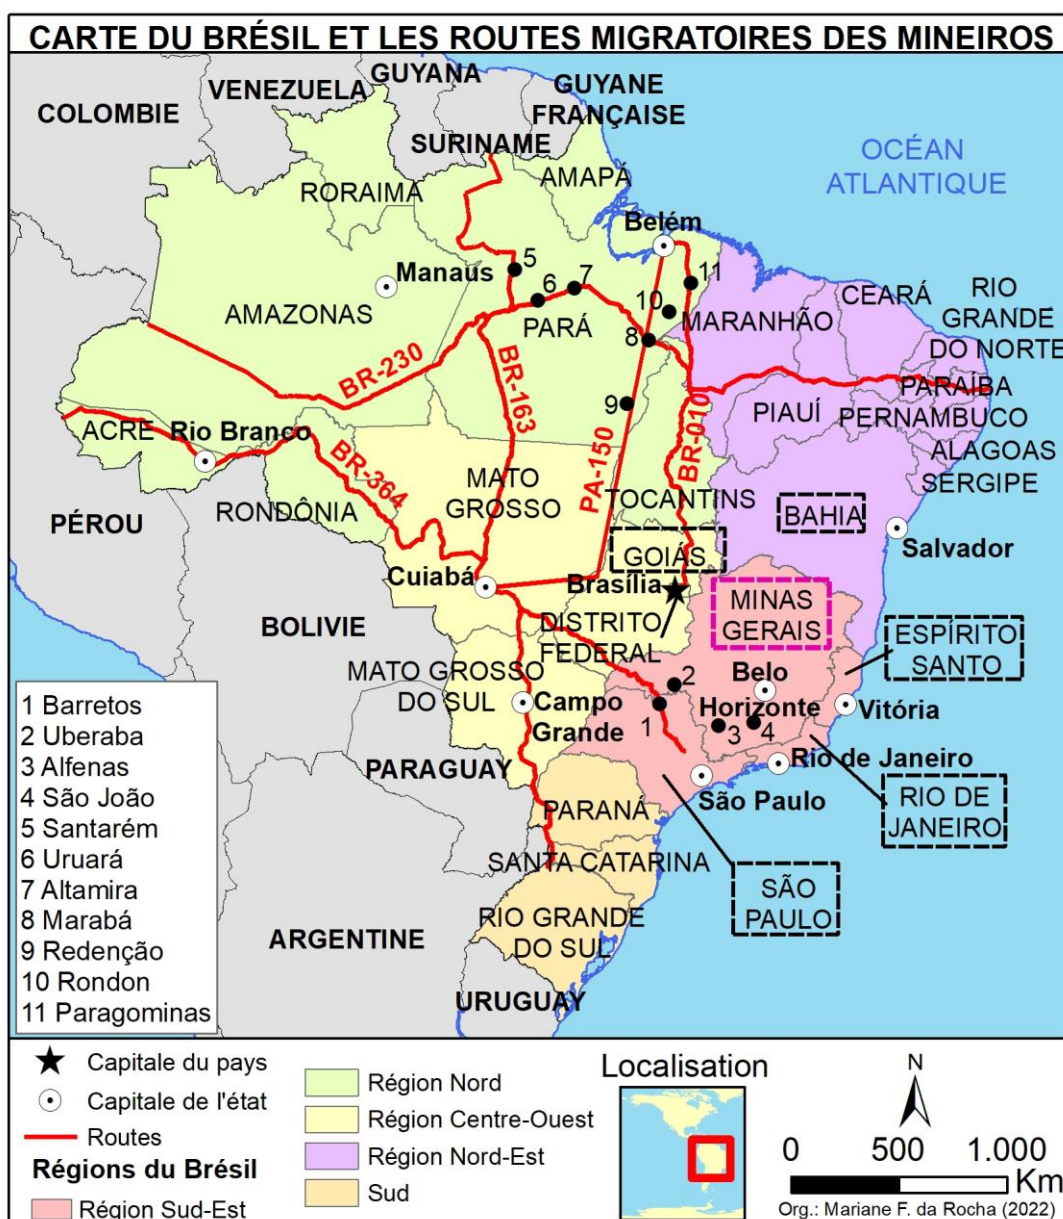 CARTE DU BRÉSIL ET LES ROUTES MIGRATOIRES DES MINEIROS
COLOMBIE
VENEZUELA
GUYANA
GUYANE
FRANÇAISE
SURINAME
OCÉAN
ATLANTIQUE
RORAIMA
AMAPÁ
Belém
Manaus
5
6
7
11
10
AMAZONAS
PARÁ
8
MARANHÃO
CEARÁ
RIO
GRANDE
DO NORTE
BR-230
BR-163
9
PA-150
BR-010
PIAUÍ
PARAÍBA
PERNAMBUCO
ALAGOAS
SERGIPE
ACRE
Rio Branco
BR-364
RONDÔNIA
MATO
GROSSO
TOCANTINS
PÉROU
BAHIA
Salvador
GOIÁS
Cuiabá
Brasília
MINAS
GERAIS
BOLIVIE
DISTRITO
FEDERAL
ESPÍRITO
SANTO
MATO GROSSO
DO SUL
2
Belo
Horizonte
Campo
Grande
1
3
4
Vitória
PARAGUAY
Rio de Janeiro
São Paulo
RIO DE
JANEIRO
PARANÁ
SANTA CATARINA
SÃO
PAULO
RIO GRANDE
DO SUL
ARGENTINE
URUGUAY
1 Barretos
2 Uberaba
3 Alfenas
4 São João
5 Santarém
6 Uruará
7 Altamira
8 Marabá
9 Redenção
10 Rondon
11 Paragominas
Capitale du pays
Capitale de l'état
Routes
Régions du Brésil
Région Sud-Est
Région Nord
Région Centre-Ouest
Région Nord-Est
Sud
Localisation
N
0 500 1.000
Km
Org.: Mariane F. da Rocha (2022)